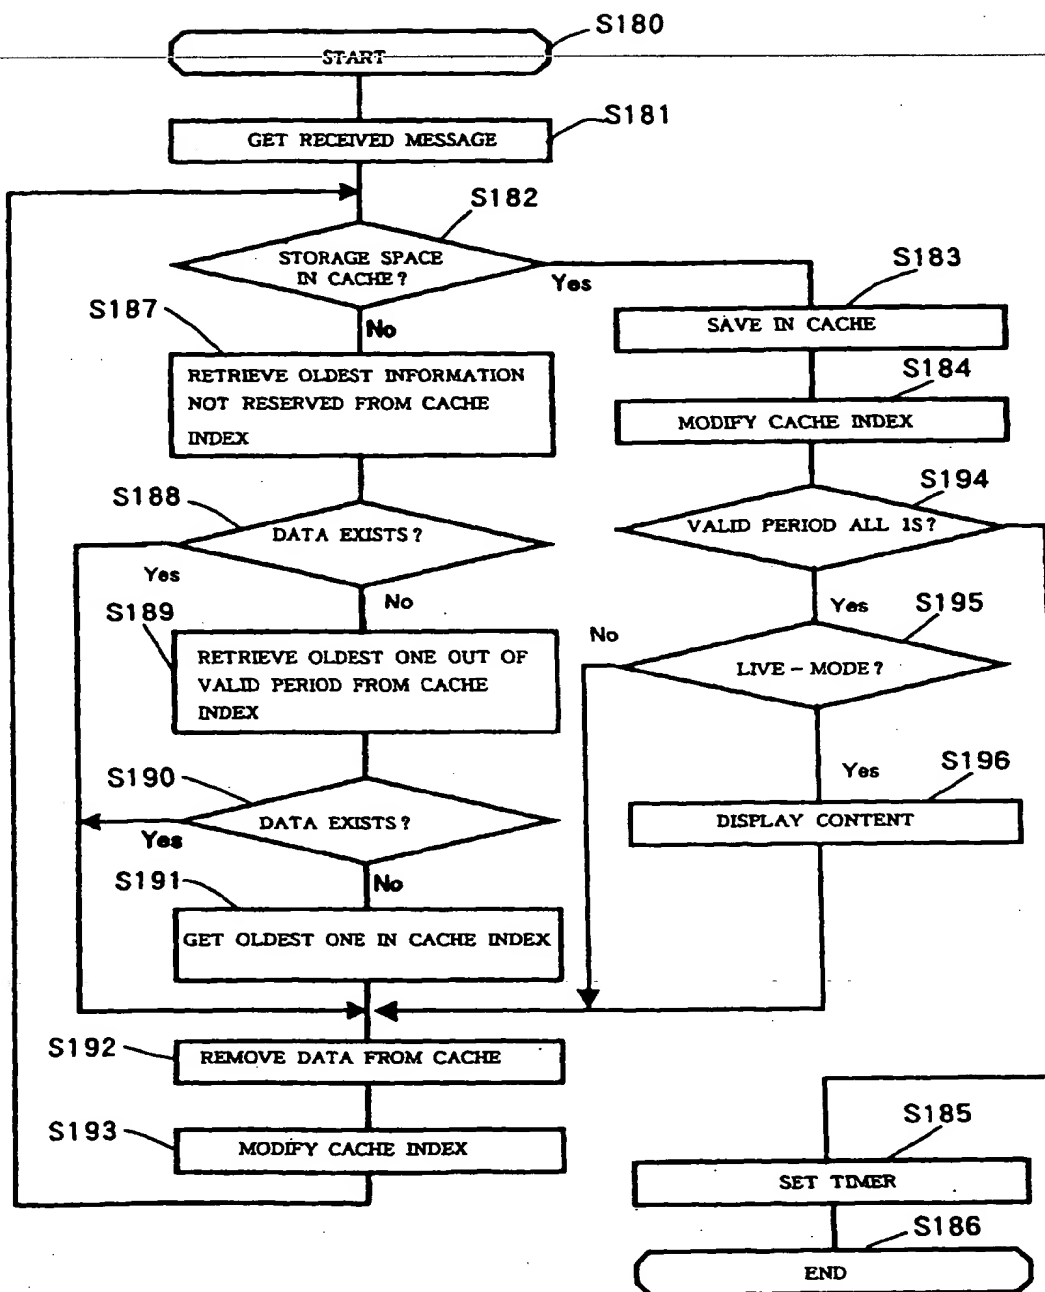 S180
START
S181
GET RECEIVED MESSAGE
S182
STORAGE SPACE
IN CACHE?
Yes
No
S183
SAVE IN CACHE
S184
MODIFY CACHE INDEX
S187
RETRIEVE OLDEST INFORMATION
NOT RESERVED FROM CACHE
INDEX
S188
DATA EXISTS?
Yes
No
S194
VALID PERIOD ALL 1S?
Yes
S189
RETRIEVE OLDEST ONE OUT OF
VALID PERIOD FROM CACHE
INDEX
S195
No
LIVE-MODE?
Yes
S190
DATA EXISTS?
Yes
No
S196
DISPLAY CONTENT
S191
GET OLDEST ONE IN CACHE INDEX
S192
REMOVE DATA FROM CACHE
S193
MODIFY CACHE INDEX
S185
SET TIMER
S186
END